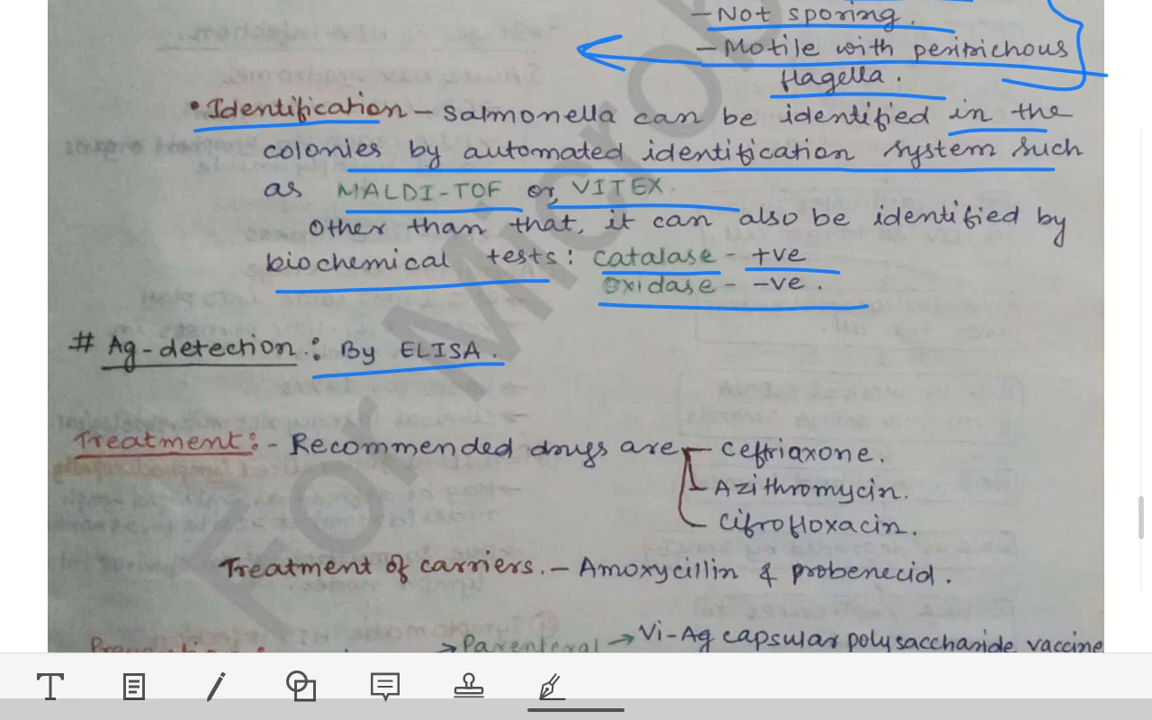 - Not sporing.
- Motile with peritrichous
flagella.
• Identification - Salmonella can be identified in the
colonies by automated identification system such
as MALDI-TOF or VITEX.
Other than that, it can also be identified by
biochemical tests: catalase - +ve
Oxidase - -ve.
# Ag-detection: By ELISA.
Treatment:- Recommended drugs are - Ceftriaxone.
- Azithromycin.
- Cifrofloxacin.
Treatment of carriers. - Amoxycillin & probenecid.
→ Parenteral → Vi-Ag capsular polysaccharide vaccine
For Microb
T